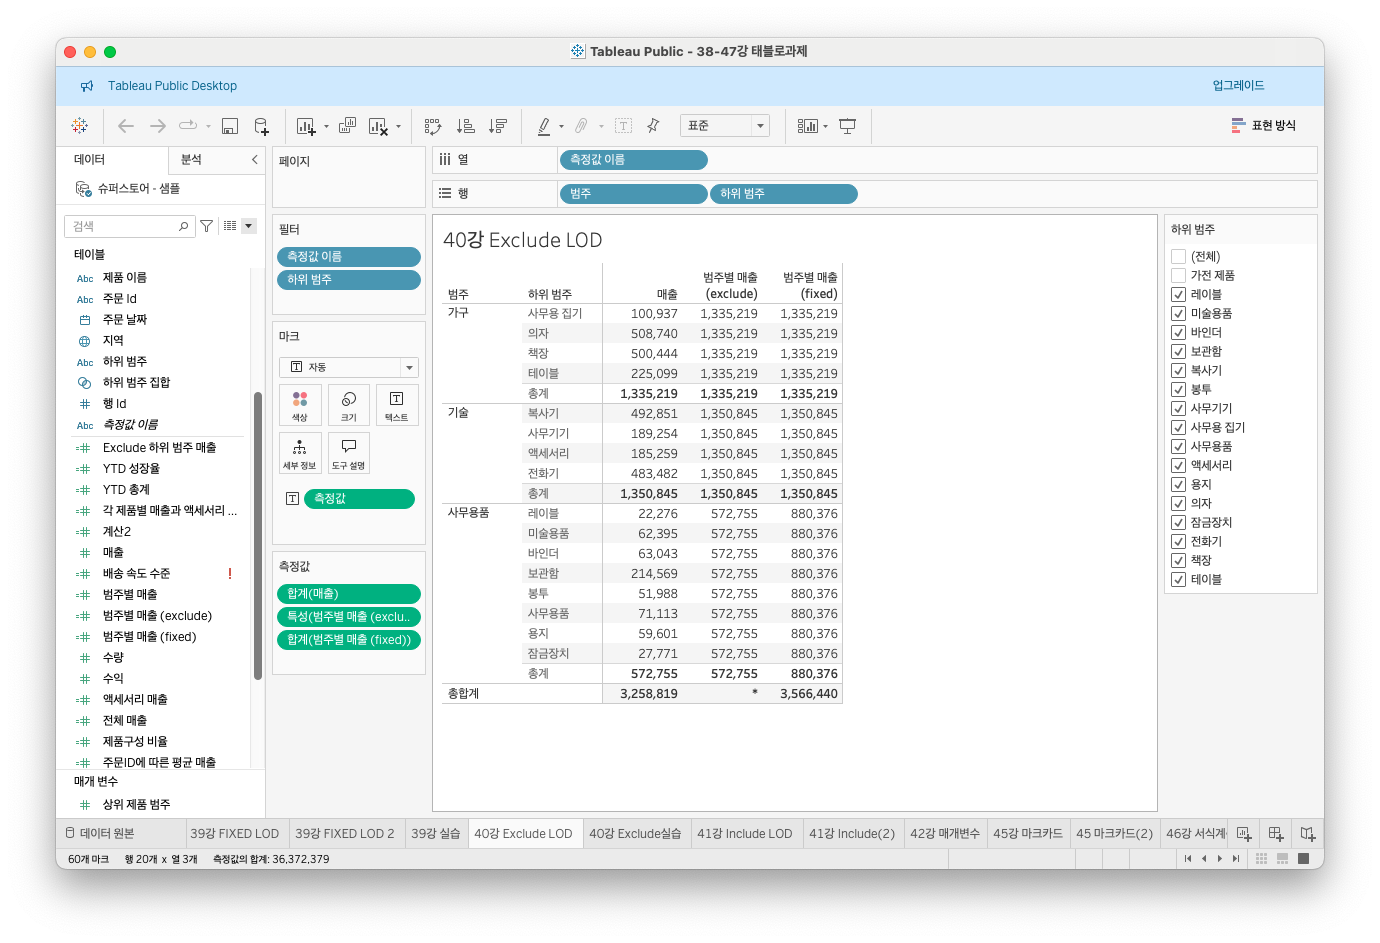 Tableau Public - 38-47강 태블로과제
Tableau Public Desktop
업그레이드
표준
표현 방식
데이터
분석
슈퍼스토어 - 샘플
검색
테이블
Abc 제품 이름
Abc 주문 Id
주문 날짜
지역
Abc 하위 범주
하위 범주 집합
행 Id
Abc 측정값 이름
Exclude 하위 범주 매출
YTD 성장율
YTD 총계
각 제품별 매출과 액세서리 ...
계산2
매출
배송 속도 수준 !
범주별 매출
범주별 매출 (exclude)
범주별 매출 (fixed)
수량
수익
액세서리 매출
전체 매출
제품구성 비율
주문ID에 따른 평균 매출
매개 변수
상위 제품 범주
페이지
필터
측정값 이름
하위 범주
마크
T 자동
색상
크기
T 텍스트
세부 정보
도구 설명
T 측정값
측정값
합계(매출)
특성(범주별 매출 (exclu..
합계(범주별 매출 (fixed))
열 측정값 이름
행 범주 하위 범주
40강 Exclude LOD
범주 하위 범주 매출 범주별 매출 (exclude) 범주별 매출 (fixed)
가구 사무용 집기 100,937 1,335,219 1,335,219
의자 508,740 1,335,219 1,335,219
책장 500,444 1,335,219 1,335,219
테이블 225,099 1,335,219 1,335,219
총계 1,335,219 1,335,219 1,335,219
기술 복사기 492,851 1,350,845 1,350,845
사무기기 189,254 1,350,845 1,350,845
액세서리 185,259 1,350,845 1,350,845
전화기 483,482 1,350,845 1,350,845
총계 1,350,845 1,350,845 1,350,845
사무용품 레이블 22,276 572,755 880,376
미술용품 62,395 572,755 880,376
바인더 63,043 572,755 880,376
보관함 214,569 572,755 880,376
봉투 51,988 572,755 880,376
사무용품 71,113 572,755 880,376
용지 59,601 572,755 880,376
잠금장치 27,771 572,755 880,376
총계 572,755 572,755 880,376
총합계 3,258,819 * 3,566,440
하위 범주
(전체)
가전 제품
레이블
미술용품
바인더
보관함
복사기
봉투
사무기기
사무용 집기
사무용품
액세서리
용지
의자
잠금장치
전화기
책장
테이블
데이터 원본
39강 FIXED LOD
39강 FIXED LOD 2
39강 실습
40강 Exclude LOD
40강 Exclude실습
41강 Include LOD
41강 Include(2)
42강 매개변수
45강 마크카드
45 마크카드(2)
46강 서식계
60개 마크 행 20개 x 열 3개 측정값의 합계: 36,372,379